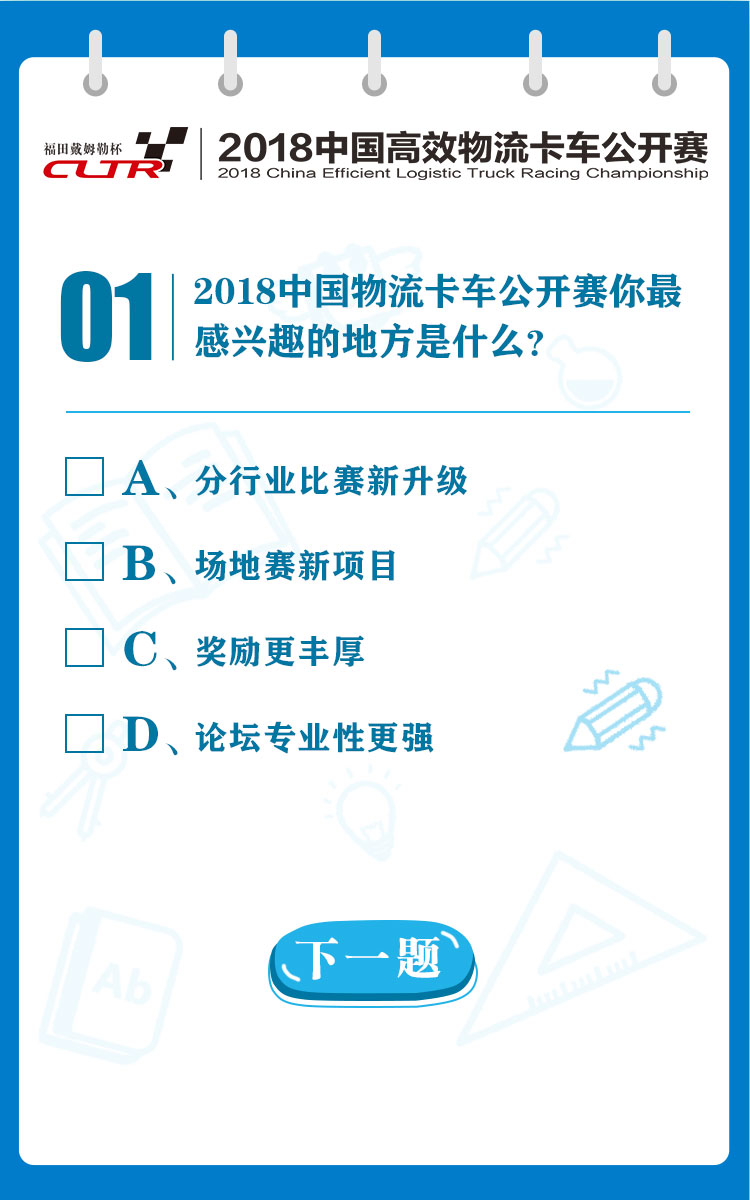 福田戴姆勒杯
CLTR
2018中国高效物流卡车公开赛
2018 China Efficient Logistic Truck Racing Championship
01
2018中国物流卡车公开赛你最
感兴趣的地方是什么?
A、分行业比赛新升级
B、场地赛新项目
C、奖励更丰厚
D、论坛专业性更强
下一题
Ab